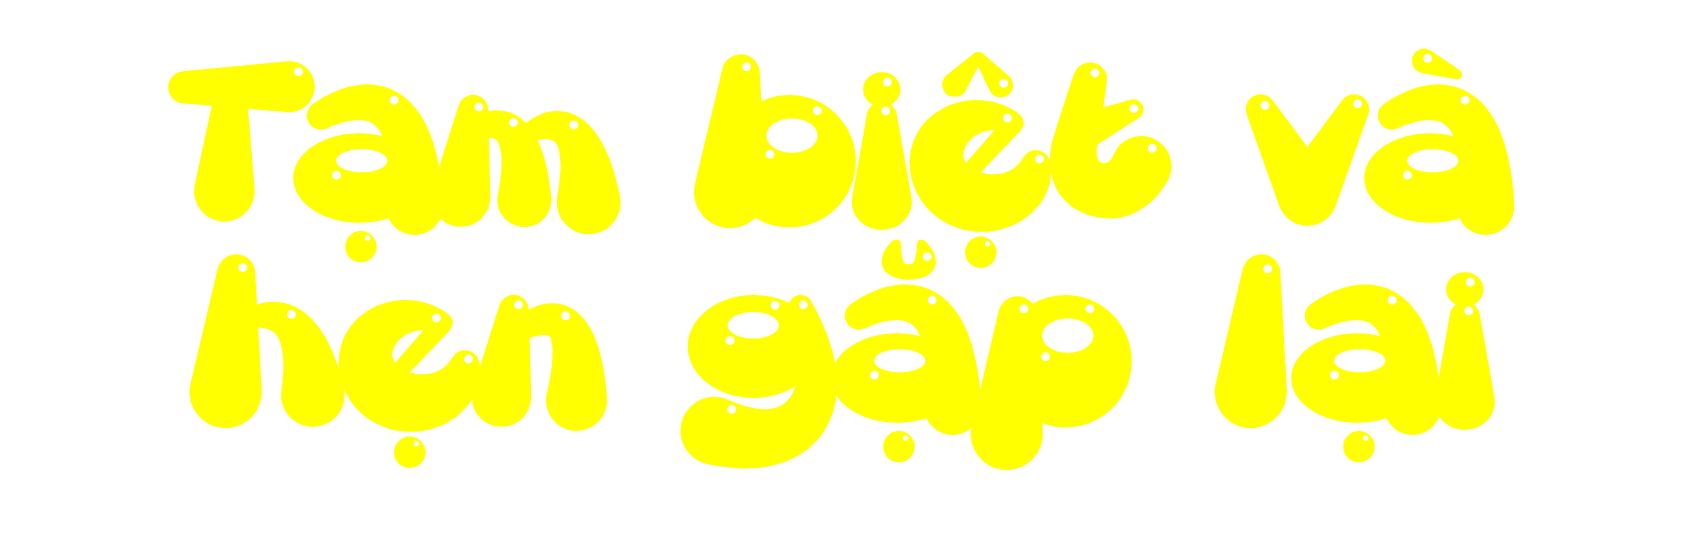 Tạm biệt và
hẹn gặp lại